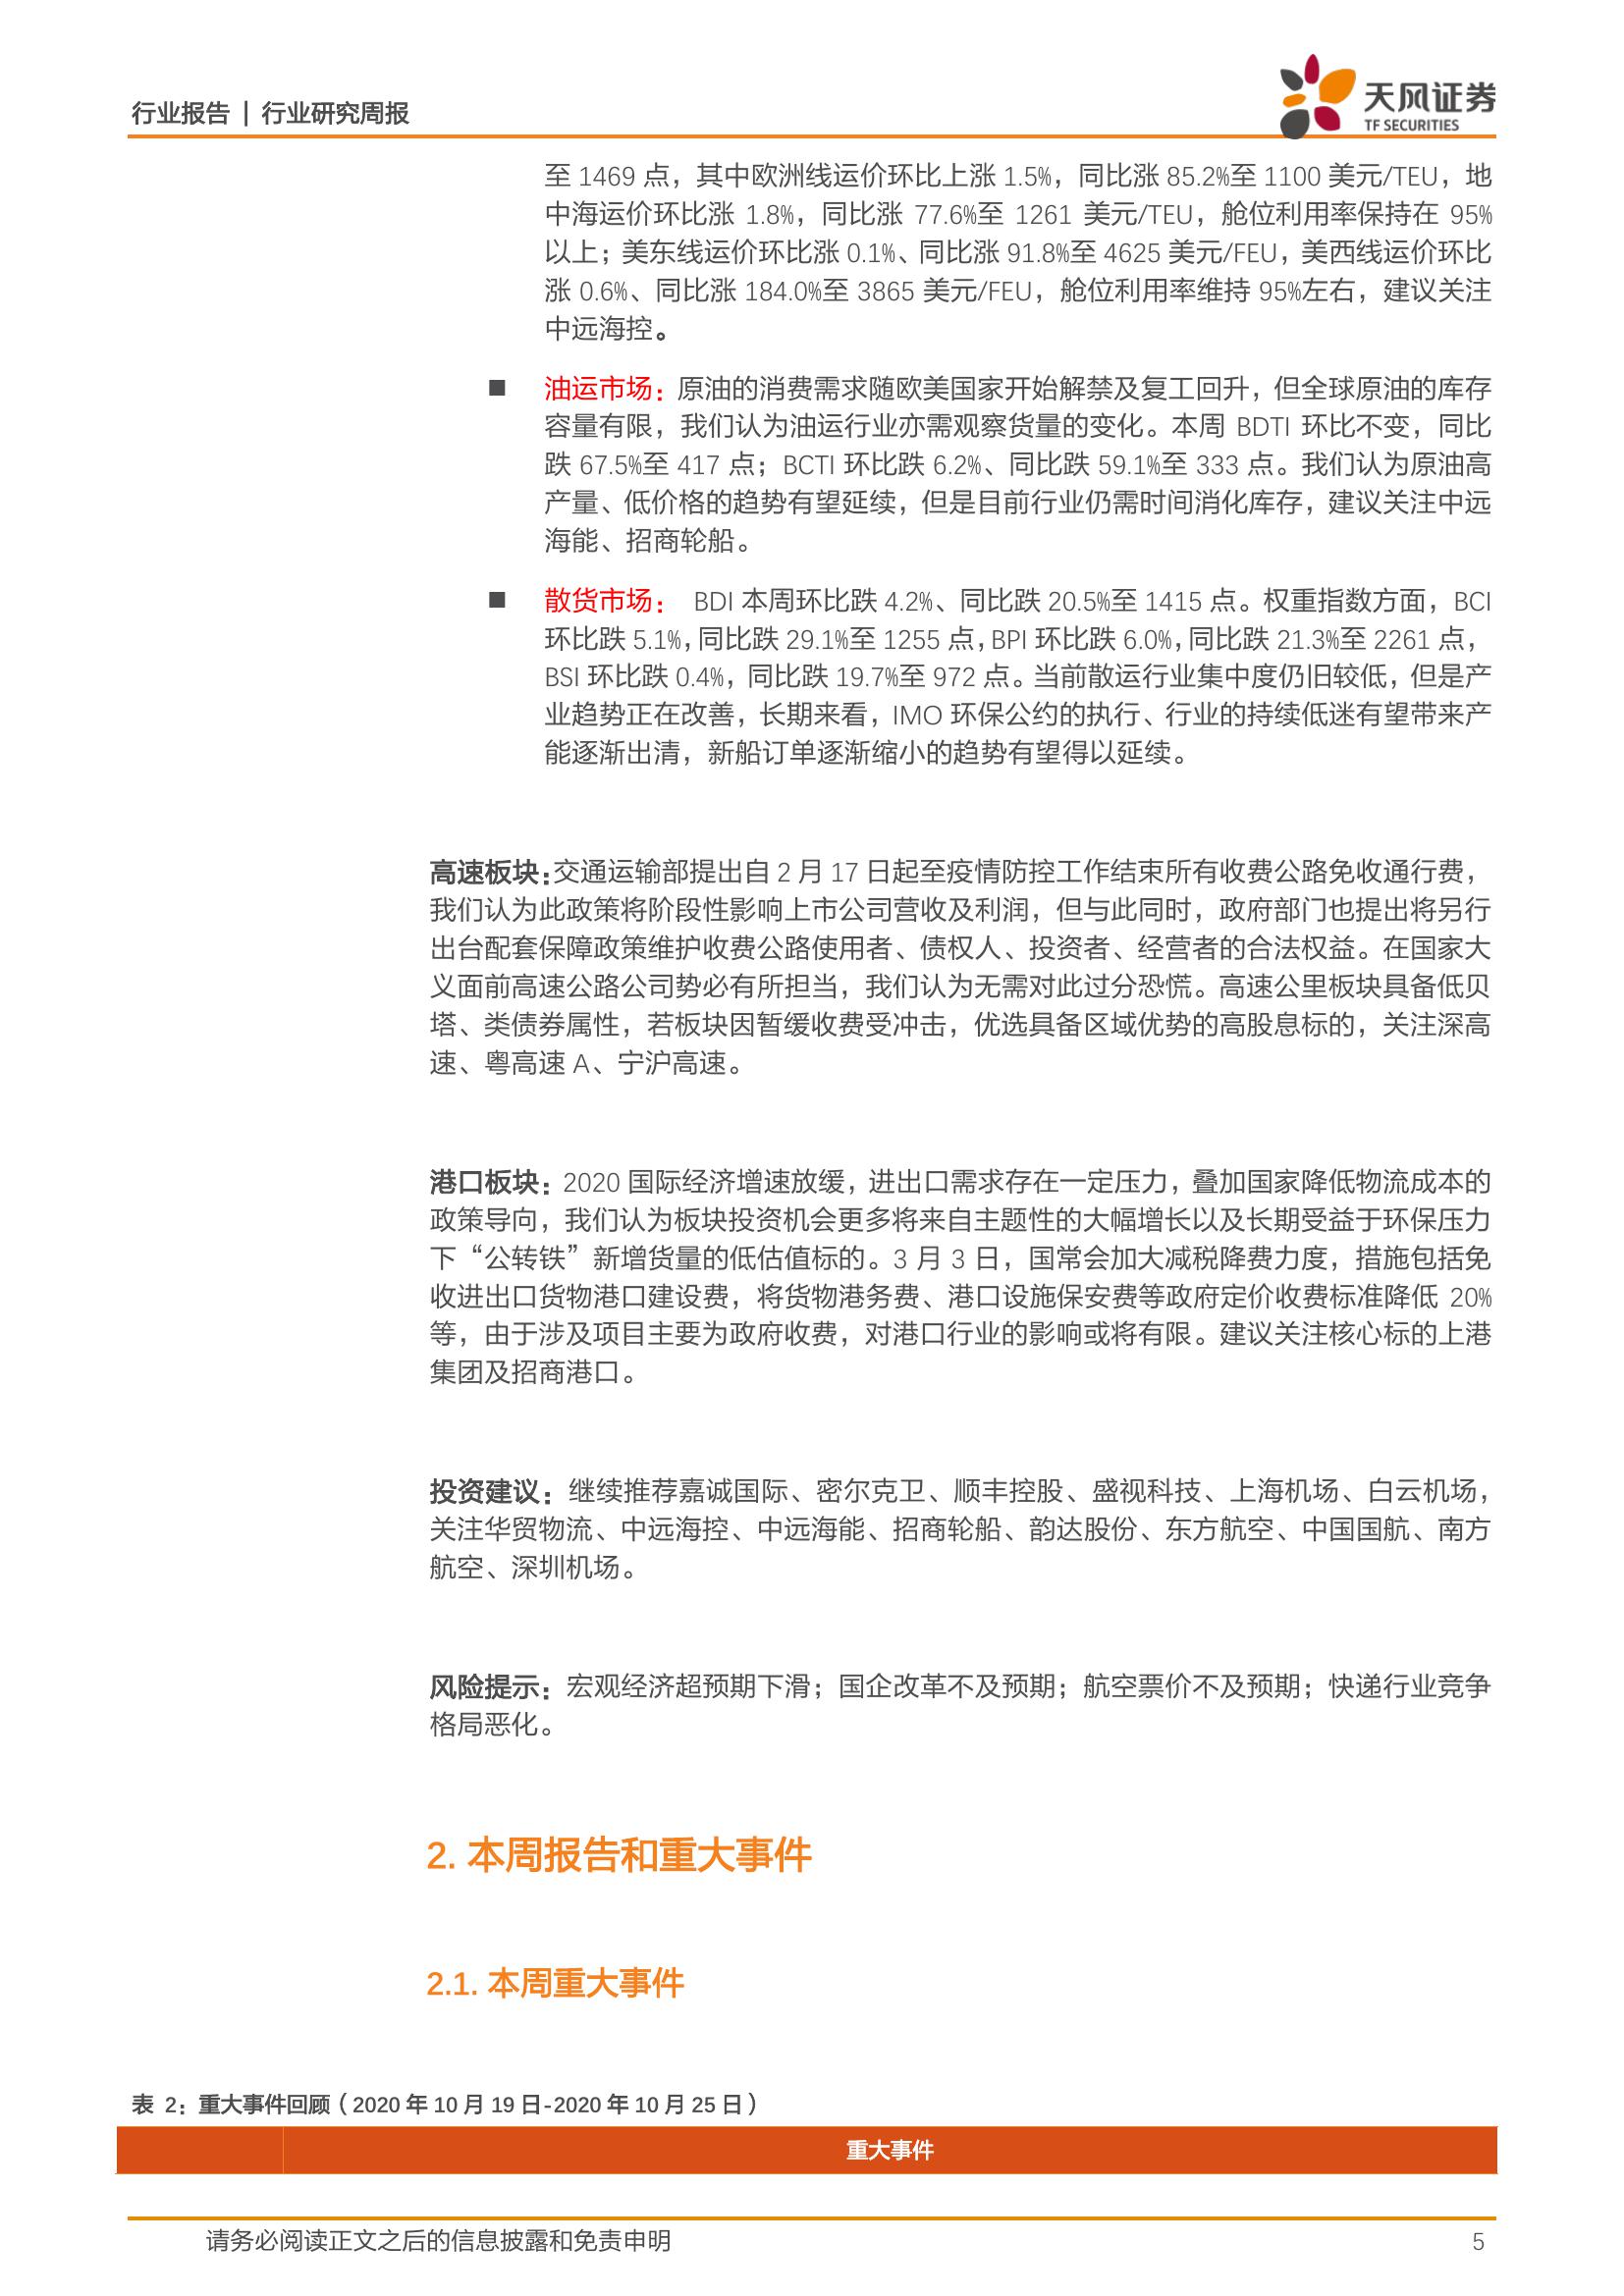 行业报告 | 行业研究周报
天风证券
TF SECURITIES
至 1469 点，其中欧洲线运价环比上涨 1.5%，同比涨 85.2%至 1100 美元/TEU，地
中海运价环比涨 1.8%，同比涨 77.6%至 1261 美元/TEU，舱位利用率保持在 95%
以上；美东线运价环比涨 0.1%、同比涨 91.8%至 4625 美元/FEU，美西线运价环比
涨 0.6%、同比涨 184.0%至 3865 美元/FEU，舱位利用率维持 95%左右，建议关注
中远海控。
■ 油运市场：原油的消费需求随欧美国家开始解禁及复工回升，但全球原油的库存
容量有限，我们认为油运行业亦需观察货量的变化。本周 BDTI 环比不变，同比
跌 67.5%至 417 点；BCTI 环比跌 6.2%、同比跌 59.1%至 333 点。我们认为原油高
产量、低价格的趋势有望延续，但是目前行业仍需时间消化库存，建议关注中远
海能、招商轮船。
■ 散货市场： BDI 本周环比跌 4.2%、同比跌 20.5%至 1415 点。权重指数方面，BCI
环比跌 5.1%，同比跌 29.1%至 1255 点，BPI 环比跌 6.0%，同比跌 21.3%至 2261 点，
BSI 环比跌 0.4%，同比跌 19.7%至 972 点。当前散运行业集中度仍旧较低，但是产
业趋势正在改善，长期来看，IMO 环保公约的执行、行业的持续低迷有望带来产
能逐渐出清，新船订单逐渐缩小的趋势有望得以延续。
高速板块：交通运输部提出自 2 月 17 日起至疫情防控工作结束所有收费公路免收通行费，
我们认为此政策将阶段性影响上市公司营收及利润，但与此同时，政府部门也提出将另行
出台配套保障政策维护收费公路使用者、债权人、投资者、经营者的合法权益。在国家大
义面前高速公路公司势必有所担当，我们认为无需对此过分恐慌。高速公里板块具备低贝
塔、类债券属性，若板块因暂缓收费受冲击，优选具备区域优势的高股息标的，关注深高
速、粤高速 A、宁沪高速。
港口板块：2020 国际经济增速放缓，进出口需求存在一定压力，叠加国家降低物流成本的
政策导向，我们认为板块投资机会更多将来自主题性的大幅增长以及长期受益于环保压力
下“公转铁”新增货量的低估值标的。3 月 3 日，国常会加大减税降费力度，措施包括免
收进出口货物港口建设费，将货物港务费、港口设施保安费等政府定价收费标准降低 20%
等，由于涉及项目主要为政府收费，对港口行业的影响或将有限。建议关注核心标的上港
集团及招商港口。
投资建议：继续推荐嘉诚国际、密尔克卫、顺丰控股、盛视科技、上海机场、白云机场，
关注华贸物流、中远海控、中远海能、招商轮船、韵达股份、东方航空、中国国航、南方
航空、深圳机场。
风险提示：宏观经济超预期下滑；国企改革不及预期；航空票价不及预期；快递行业竞争
格局恶化。
2. 本周报告和重大事件
2.1. 本周重大事件
表 2：重大事件回顾（2020 年 10 月 19 日-2020 年 10 月 25 日）
重大事件
请务必阅读正文之后的信息披露和免责申明
5